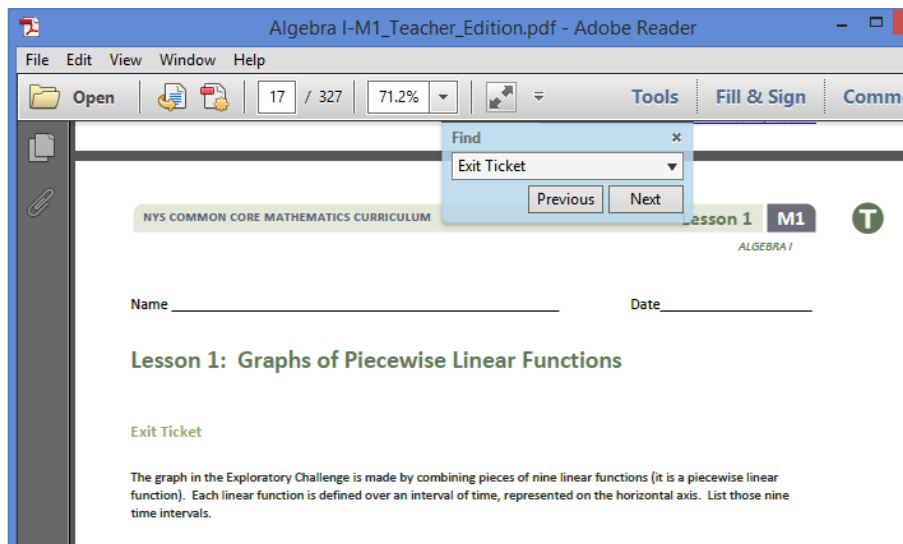 Algebra I-M1_Teacher_Edition.pdf - Adobe Reader
File Edit View Window Help
Open 17 / 327 71.2% Tools Fill & Sign Comm
Find
Exit Ticket
Previous Next
NYS COMMON CORE MATHEMATICS CURRICULUM Lesson 1 M1 T
ALGEBRA I
Name Date
Lesson 1: Graphs of Piecewise Linear Functions
Exit Ticket
The graph in the Exploratory Challenge is made by combining pieces of nine linear functions (it is a piecewise linear
function). Each linear function is defined over an interval of time, represented on the horizontal axis. List those nine
time intervals.